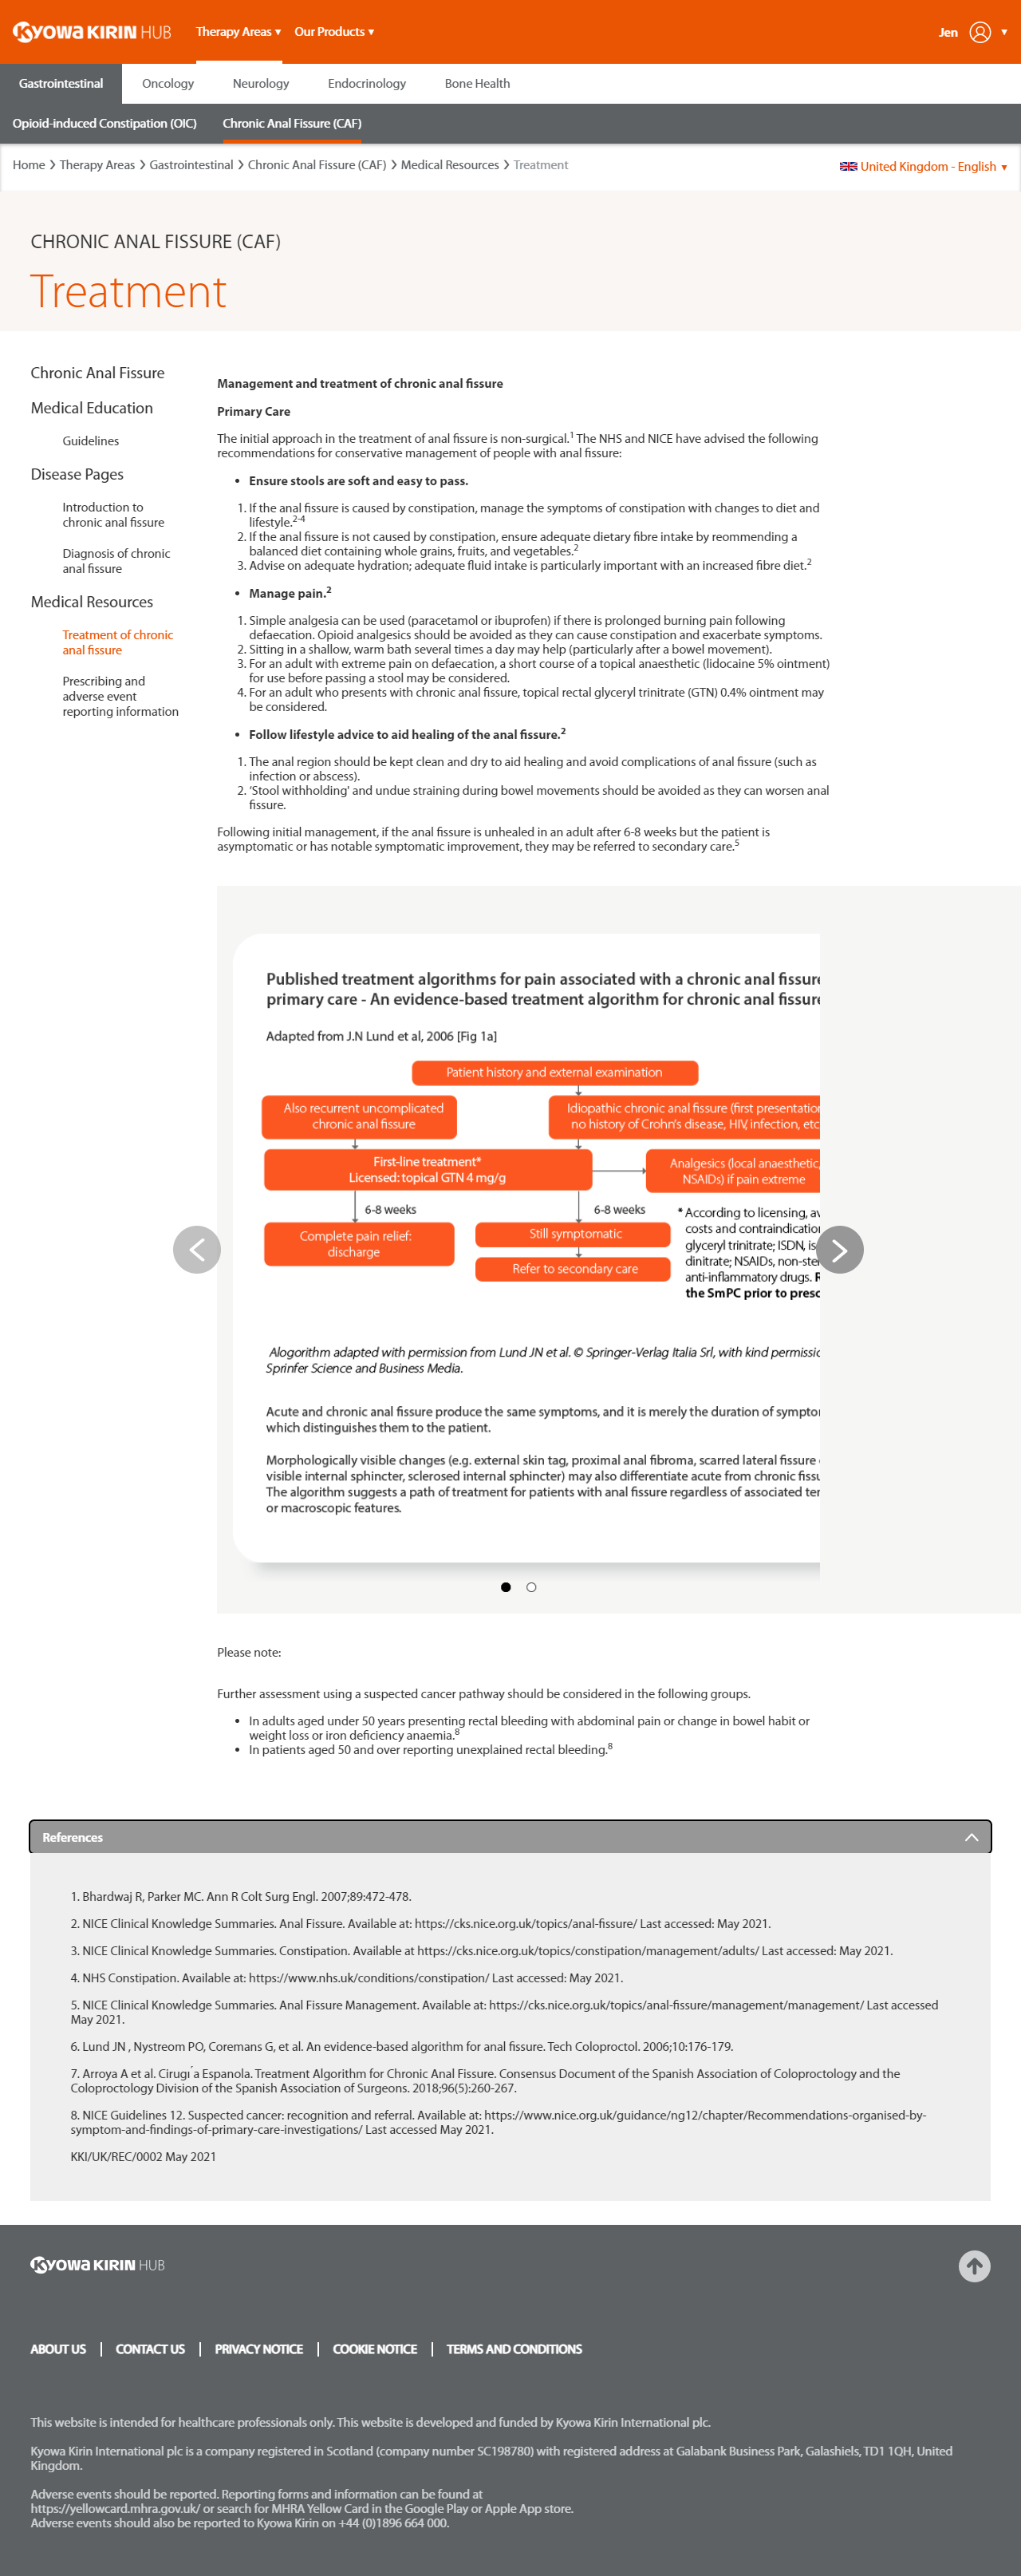 KYOWA KIRIN HUB
Therapy Areas ▾ Our Products ▾
Jen ▾
Gastrointestinal Oncology Neurology Endocrinology Bone Health
Opioid-induced Constipation (OIC) Chronic Anal Fissure (CAF)
Home > Therapy Areas > Gastrointestinal > Chronic Anal Fissure (CAF) > Medical Resources > Treatment
United Kingdom - English ▾
CHRONIC ANAL FISSURE (CAF)
Treatment
Chronic Anal Fissure
Medical Education
Guidelines
Disease Pages
Introduction to
chronic anal fissure
Diagnosis of chronic
anal fissure
Medical Resources
Treatment of chronic
anal fissure
Prescribing and
adverse event
reporting information
Management and treatment of chronic anal fissure
Primary Care
The initial approach in the treatment of anal fissure is non-surgical.1 The NHS and NICE have advised the following
recommendations for conservative management of people with anal fissure:
• Ensure stools are soft and easy to pass.
1. If the anal fissure is caused by constipation, manage the symptoms of constipation with changes to diet and
lifestyle.2-4
2. If the anal fissure is not caused by constipation, ensure adequate dietary fibre intake by reommending a
balanced diet containing whole grains, fruits, and vegetables.2
3. Advise on adequate hydration; adequate fluid intake is particularly important with an increased fibre diet.2
• Manage pain.2
1. Simple analgesia can be used (paracetamol or ibuprofen) if there is prolonged burning pain following
defaecation. Opioid analgesics should be avoided as they can cause constipation and exacerbate symptoms.
2. Sitting in a shallow, warm bath several times a day may help (particularly after a bowel movement).
3. For an adult with extreme pain on defaecation, a short course of a topical anaesthetic (lidocaine 5% ointment)
for use before passing a stool may be considered.
4. For an adult who presents with chronic anal fissure, topical rectal glyceryl trinitrate (GTN) 0.4% ointment may
be considered.
• Follow lifestyle advice to aid healing of the anal fissure.2
1. The anal region should be kept clean and dry to aid healing and avoid complications of anal fissure (such as
infection or abscess).
2. 'Stool withholding' and undue straining during bowel movements should be avoided as they can worsen anal
fissure.
Following initial management, if the anal fissure is unhealed in an adult after 6-8 weeks but the patient is
asymptomatic or has notable symptomatic improvement, they may be referred to secondary care.5
Published treatment algorithms for pain associated with a chronic anal fissure
primary care - An evidence-based treatment algorithm for chronic anal fissure
Adapted from J.N Lund et al, 2006 [Fig 1a]
Patient history and external examination
Also recurrent uncomplicated
chronic anal fissure
Idiopathic chronic anal fissure (first presentation
no history of Crohn's disease, HIV, infection, etc
First-line treatment*
Licensed: topical GTN 4 mg/g
Analgesics (local anaesthetic,
NSAIDs) if pain extreme
6-8 weeks 6-8 weeks
Complete pain relief:
discharge
Still symptomatic
Refer to secondary care
* According to licensing, av
costs and contraindication
glyceryl trinitrate; ISDN, is
dinitrate; NSAIDs, non-ste
anti-inflammatory drugs. R
the SmPC prior to presc
Alogorithm adapted with permission from Lund JN et al. © Springer-Verlag Italia Srl, with kind permissio
Sprinfer Science and Business Media.
Acute and chronic anal fissure produce the same symptoms, and it is merely the duration of sympto
which distinguishes them to the patient.
Morphologically visible changes (e.g. external skin tag, proximal anal fibroma, scarred lateral fissure
visible internal sphincter, sclerosed internal sphincter) may also differentiate acute from chronic fissu
The algorithm suggests a path of treatment for patients with anal fissure regardless of associated ter
or macroscopic features.
Please note:
Further assessment using a suspected cancer pathway should be considered in the following groups.
• In adults aged under 50 years presenting rectal bleeding with abdominal pain or change in bowel habit or
weight loss or iron deficiency anaemia.8
• In patients aged 50 and over reporting unexplained rectal bleeding.8
References
1. Bhardwaj R, Parker MC. Ann R Colt Surg Engl. 2007;89:472-478.
2. NICE Clinical Knowledge Summaries. Anal Fissure. Available at: https://cks.nice.org.uk/topics/anal-fissure/ Last accessed: May 2021.
3. NICE Clinical Knowledge Summaries. Constipation. Available at https://cks.nice.org.uk/topics/constipation/management/adults/ Last accessed: May 2021.
4. NHS Constipation. Available at: https://www.nhs.uk/conditions/constipation/ Last accessed: May 2021.
5. NICE Clinical Knowledge Summaries. Anal Fissure Management. Available at: https://cks.nice.org.uk/topics/anal-fissure/management/management/ Last accessed
May 2021.
6. Lund JN , Nystreom PO, Coremans G, et al. An evidence-based algorithm for anal fissure. Tech Coloproctol. 2006;10:176-179.
7. Arroya A et al. Cirugı´a Espanola. Treatment Algorithm for Chronic Anal Fissure. Consensus Document of the Spanish Association of Coloproctology and the
Coloproctology Division of the Spanish Association of Surgeons. 2018;96(5):260-267.
8. NICE Guidelines 12. Suspected cancer: recognition and referral. Available at: https://www.nice.org.uk/guidance/ng12/chapter/Recommendations-organised-by-
symptom-and-findings-of-primary-care-investigations/ Last accessed May 2021.
KKI/UK/REC/0002 May 2021
KYOWA KIRIN HUB
ABOUT US | CONTACT US | PRIVACY NOTICE | COOKIE NOTICE | TERMS AND CONDITIONS
This website is intended for healthcare professionals only. This website is developed and funded by Kyowa Kirin International plc.
Kyowa Kirin International plc is a company registered in Scotland (company number SC198780) with registered address at Galabank Business Park, Galashiels, TD1 1QH, United
Kingdom.
Adverse events should be reported. Reporting forms and information can be found at
https://yellowcard.mhra.gov.uk/ or search for MHRA Yellow Card in the Google Play or Apple App store.
Adverse events should also be reported to Kyowa Kirin on +44 (0)1896 664 000.